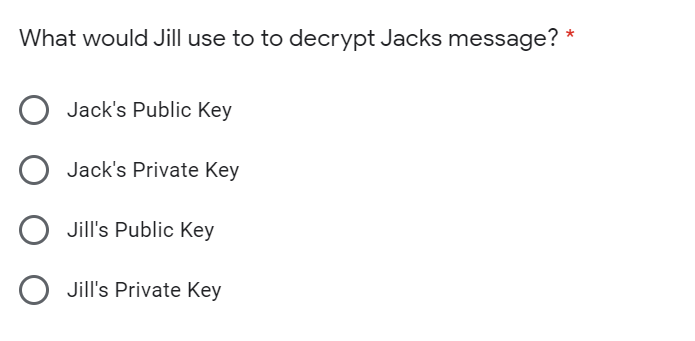 What would Jill use to to decrypt Jacks message? *
Jack's Public Key
Jack's Private Key
Jill's Public Key
Jill's Private Key